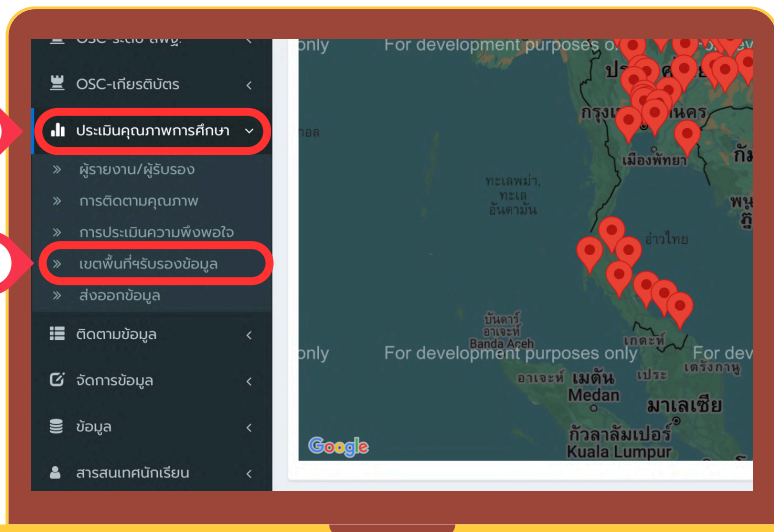 OSC-เกียรติบัตร
ประเมินคุณภาพการศึกษา
ผู้รายงาน/ผู้รับรอง
การติดตามคุณภาพ
การประเมินความพึงพอใจ
เขตพื้นที่ฯรับรองข้อมูล
ส่งออกข้อมูล
ติดตามข้อมูล
จัดการข้อมูล
ข้อมูล
สารสนเทศนักเรียน
only
For development purposes o
เมืองพัทยา
ทะเลพม่า,
ทะเล
อันดามัน
อ่าวไทย
บันดาร์
อาเจะห์
Banda Aceh
only
For development purposes only
For dev
เกดะห์
อาเจะห์
เมดัน
Medan
เประ
เตรังกานู
มาเลเซีย
กัวลาลัมเปอร์
Kuala Lumpur
Google